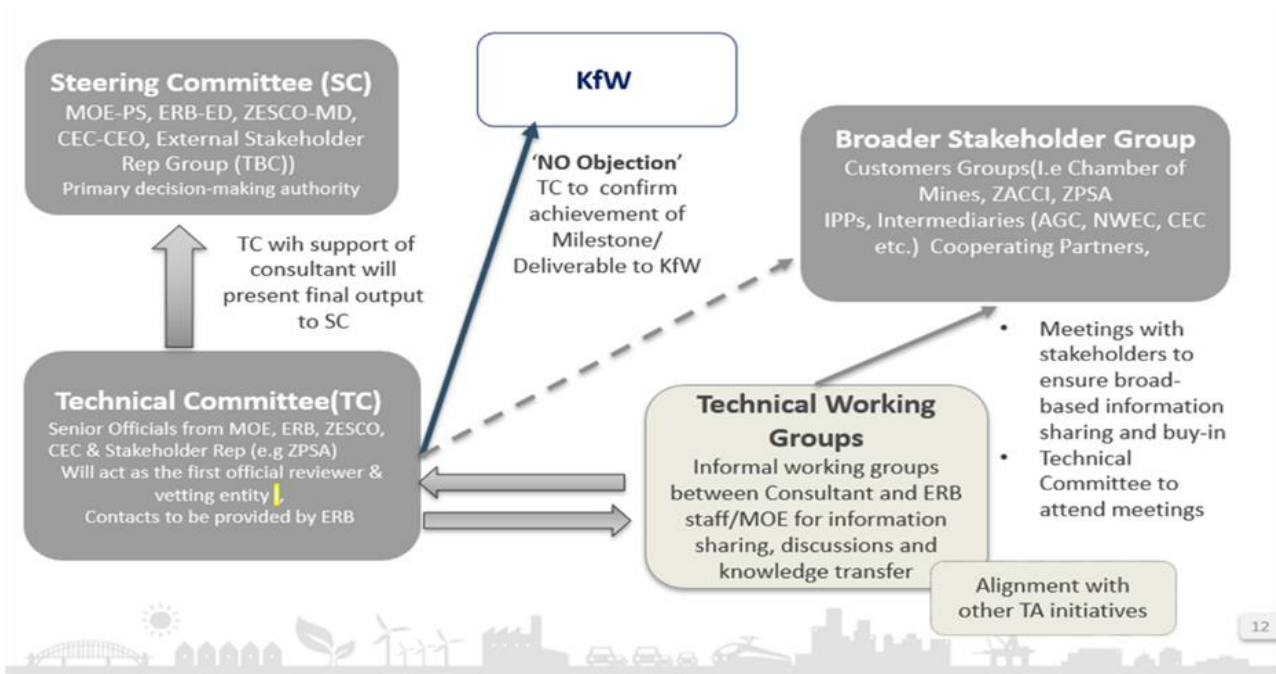 Steering Committee (SC)
MOE-PS, ERB-ED, ZESCO-MD,
CEC-CEO, External Stakeholder
Rep Group (TBC))
Primary decision-making authority
KfW
'NO Objection'
TC to confirm
achievement of
Milestone/
Deliverable to KfW
Broader Stakeholder Group
Customers Groups(I.e Chamber of
Mines, ZACCI, ZPSA
IPPs, Intermediaries (AGC, NWEC, CEC
etc.) Cooperating Partners,
TC wih support of
consultant will
present final output
to SC
Technical Committee(TC)
Senior Officials from MOE, ERB, ZESCO,
CEC & Stakeholder Rep (e.g ZPSA)
Will act as the first official reviewer &
vetting entity ,
Contacts to be provided by ERB
Technical Working
Groups
Informal working groups
between Consultant and ERB
staff/MOE for information
sharing, discussions and
knowledge transfer
• Meetings with
stakeholders to
ensure broad-
based information
sharing and buy-in
• Technical
Committee to
attend meetings
Alignment with
other TA initiatives
12